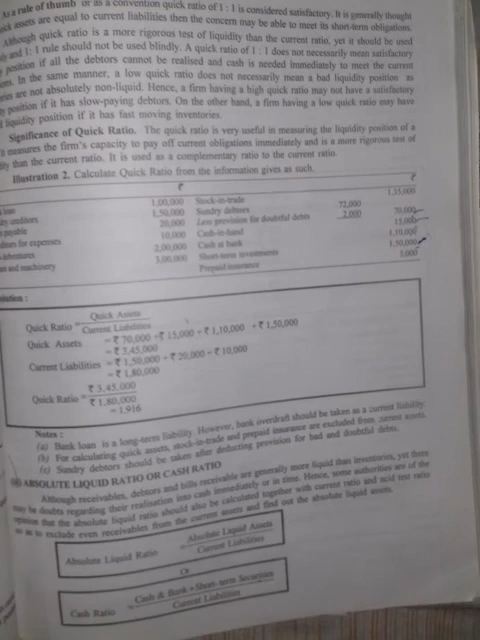 As a rule of thumb or as a convention quick ratio of 1 : 1 is considered satisfactory. It is generally thought
assets are equal to current liabilities then the concern may be able to meet its short-term obligations.
Although quick ratio is a more rigorous test of liquidity than the current ratio, yet it should be used
and 1: 1 rule should not be used blindly. A quick ratio of 1 : 1 does not necessarily mean satisfactory
position if all the debtors cannot be realised and cash is needed immediately to meet the current
In the same manner, a low quick ratio does not necessarily mean a bad liquidity position as
are not absolutely non-liquid. Hence, a firm having a high quick ratio may not have a satisfactory
position if it has slow-paying debtors. On the other hand, a firm having a low quick ratio may have
liquidity position if it has fast moving inventories.
Significance of Quick Ratio. The quick ratio is very useful in measuring the liquidity position of a
It measures the firm's capacity to pay off current obligations immediately and is a more rigorous test of
than the current ratio. It is used as a complementary ratio to the current ratio.
Illustration 2. Calculate Quick Ratio from the information given as such.
₹ ₹
loan 1,00,000 Stock-in-trade 1,35,000
creditors 1,50,000 Sundry debtors 72,000
payable 20,000 Less provision for doubtful debts 2,000 70,000
for expenses 10,000 Cash-in-hand 15,000
2,00,000 Cash at bank 1,10,000
and machinery 3,00,000 Short-term investments 1,50,000
Prepaid insurance 5,000
Quick Ratio = Quick Assets
Current Liabilities
Quick Assets = ₹ 70,000 + ₹ 15,000 + ₹ 1,10,000 + ₹ 1,50,000
= ₹ 3,45,000
Current Liabilities = ₹ 1,50,000 + ₹ 20,000 + ₹ 10,000
= ₹ 1,80,000
Quick Ratio = ₹ 3,45,000
₹ 1,80,000
= 1.916
Notes :
(a) Bank loan is a long-term liability. However, bank overdraft should be taken as a current liability.
(b) For calculating quick assets, stock-in-trade and prepaid insurance are excluded from current assets.
(c) Sundry debtors should be taken after deducting provision for bad and doubtful debts.
ABSOLUTE LIQUID RATIO OR CASH RATIO
Although receivables, debtors and bills receivable are generally more liquid than inventories, yet there
may be doubts regarding their realisation into cash immediately or in time. Hence, some authorities are of the
opinion that the absolute liquid ratio should also be calculated together with current ratio and acid test ratio
so as to exclude even receivables from the current assets and find out the absolute liquid assets.
Absolute Liquid Ratio = Absolute Liquid Assets
Current Liabilities
Or
Cash Ratio = Cash & Bank + Short-term Securities
Current Liabilities